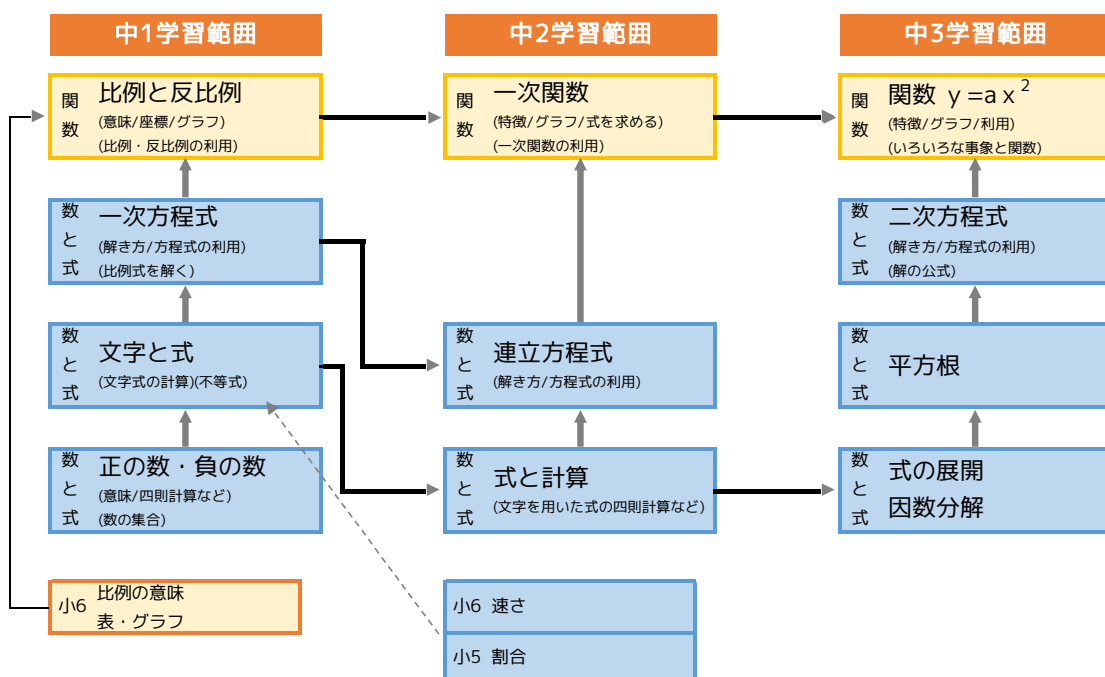 中1学習範囲
中2学習範囲
中3学習範囲
関数
比例と反比例
(意味/座標/グラフ)
(比例・反比例の利用)
関数
一次関数
(特徴/グラフ/式を求める)
(一次関数の利用)
関数
関数 y =a x 2
(特徴/グラフ/利用)
(いろいろな事象と関数)
数と式
一次方程式
(解き方/方程式の利用)
(比例式を解く)
数と式
二次方程式
(解き方/方程式の利用)
(解の公式)
数と式
文字と式
(文字式の計算)(不等式)
数と式
連立方程式
(解き方/方程式の利用)
数と式
平方根
数と式
正の数・負の数
(意味/四則計算など)
(数の集合)
数と式
式と計算
(文字を用いた式の四則計算など)
数と式
式の展開
因数分解
小6
比例の意味
表・グラフ
小6 速さ
小5 割合